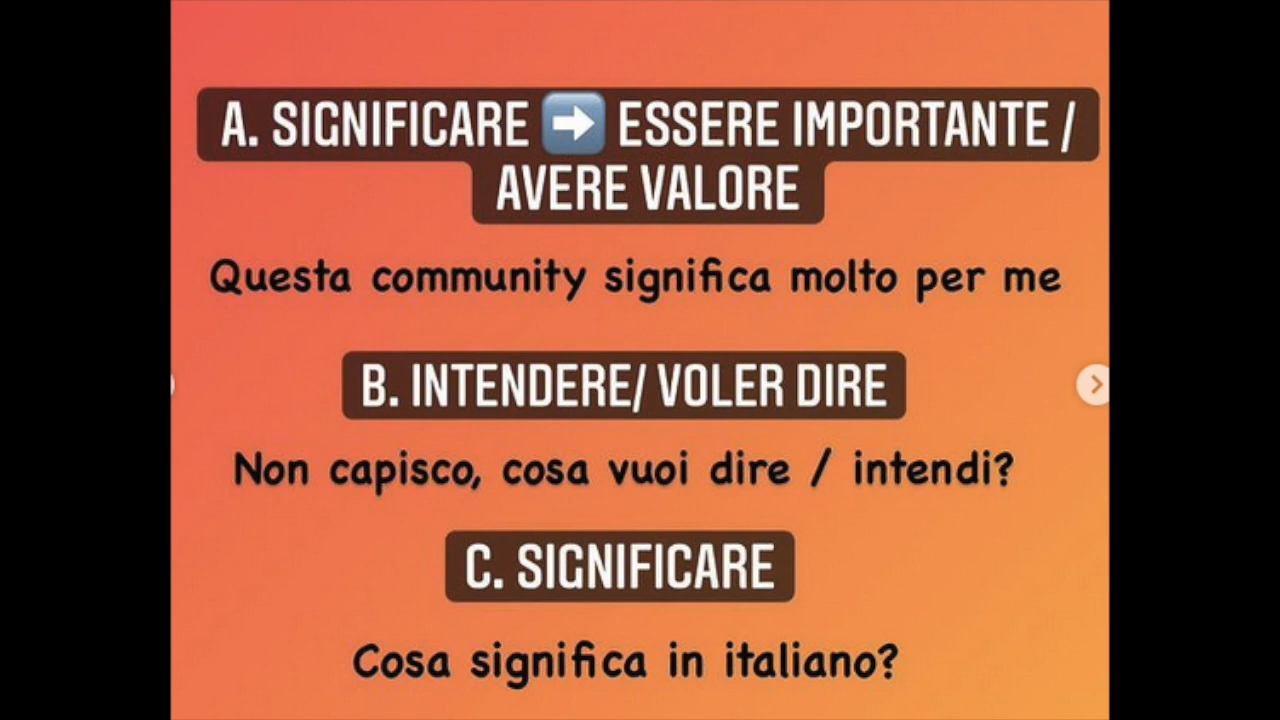 A. SIGNIFICARE ➡️ ESSERE IMPORTANTE /
AVERE VALORE
Questa community significa molto per me
B. INTENDERE/ VOLER DIRE
Non capisco, cosa vuoi dire / intendi?
C. SIGNIFICARE
Cosa significa in italiano?